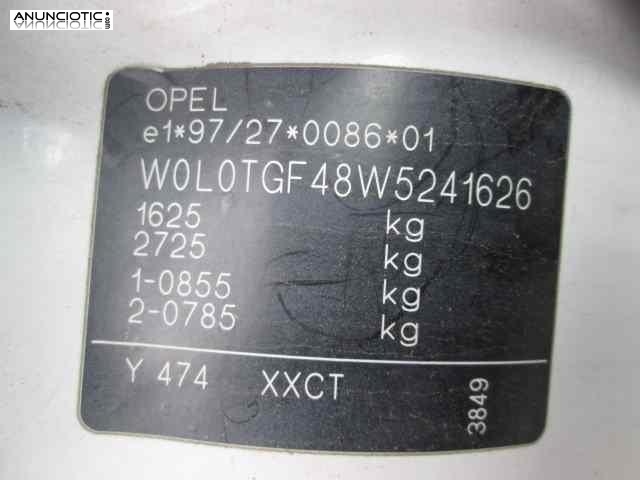 ANUNCIOTIC.es
OPEL
e1*97/27*0086*01
W0L0TGF48W5241626
1625 kg
2725 kg
1-0855 kg
2-0785 kg
Y 474 XXCT
3849